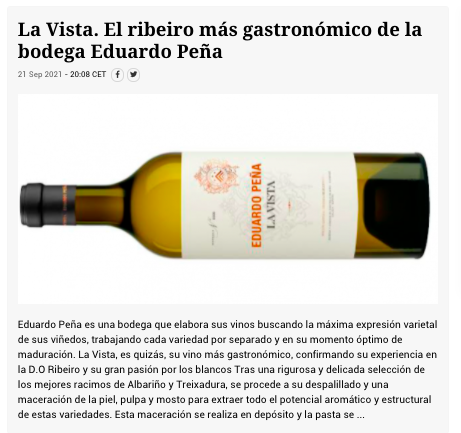 La Vista. El ribeiro más gastronómico de la
bodega Eduardo Peña
21 Sep 2021 - 20:08 CET
EDUARDO PEÑA
LA VISTA
Eduardo Peña es una bodega que elabora sus vinos buscando la máxima expresión varietal
de sus viñedos, trabajando cada variedad por separado y en su momento óptimo de
maduración. La Vista, es quizás, su vino más gastronómico, confirmando su experiencia en
la D.O Ribeiro y su gran pasión por los blancos Tras una rigurosa y delicada selección de
los mejores racimos de Albariño y Treixadura, se procede a su despalillado y una
maceración de la piel, pulpa y mosto para extraer todo el potencial aromático y estructural
de estas variedades. Esta maceración se realiza en depósito y la pasta se ...